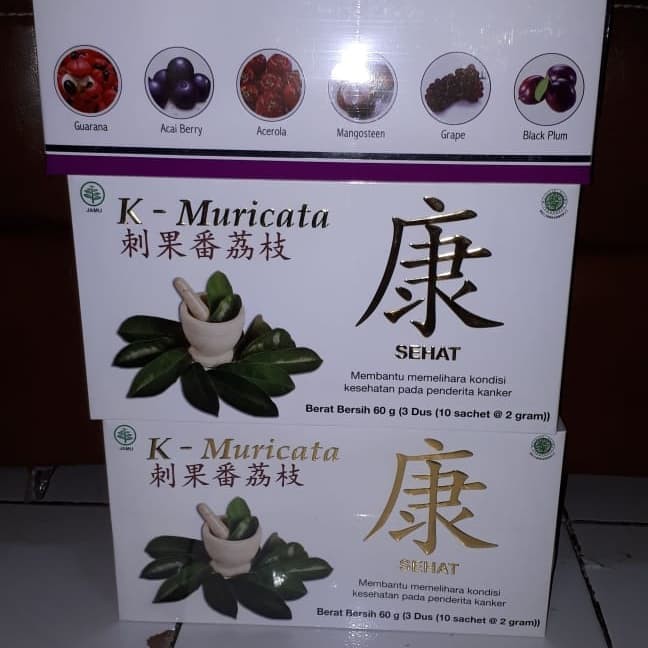 Guarana
Acai Berry
Acerola
Mangosteen
Grape
Black Plum
JAMU
K - Muricata
刺果番荔枝
康
SEHAT
Membantu memelihara kondisi
kesehatan pada penderita kanker
Berat Bersih 60 g (3 Dus (10 sachet @ 2 gram))
JAMU
K - Muricata
刺果番荔枝
康
SEHAT
Membantu memelihara kondisi
kesehatan pada penderita kanker
Berat Bersih 60 g (3 Dus (10 sachet @ 2 gram))